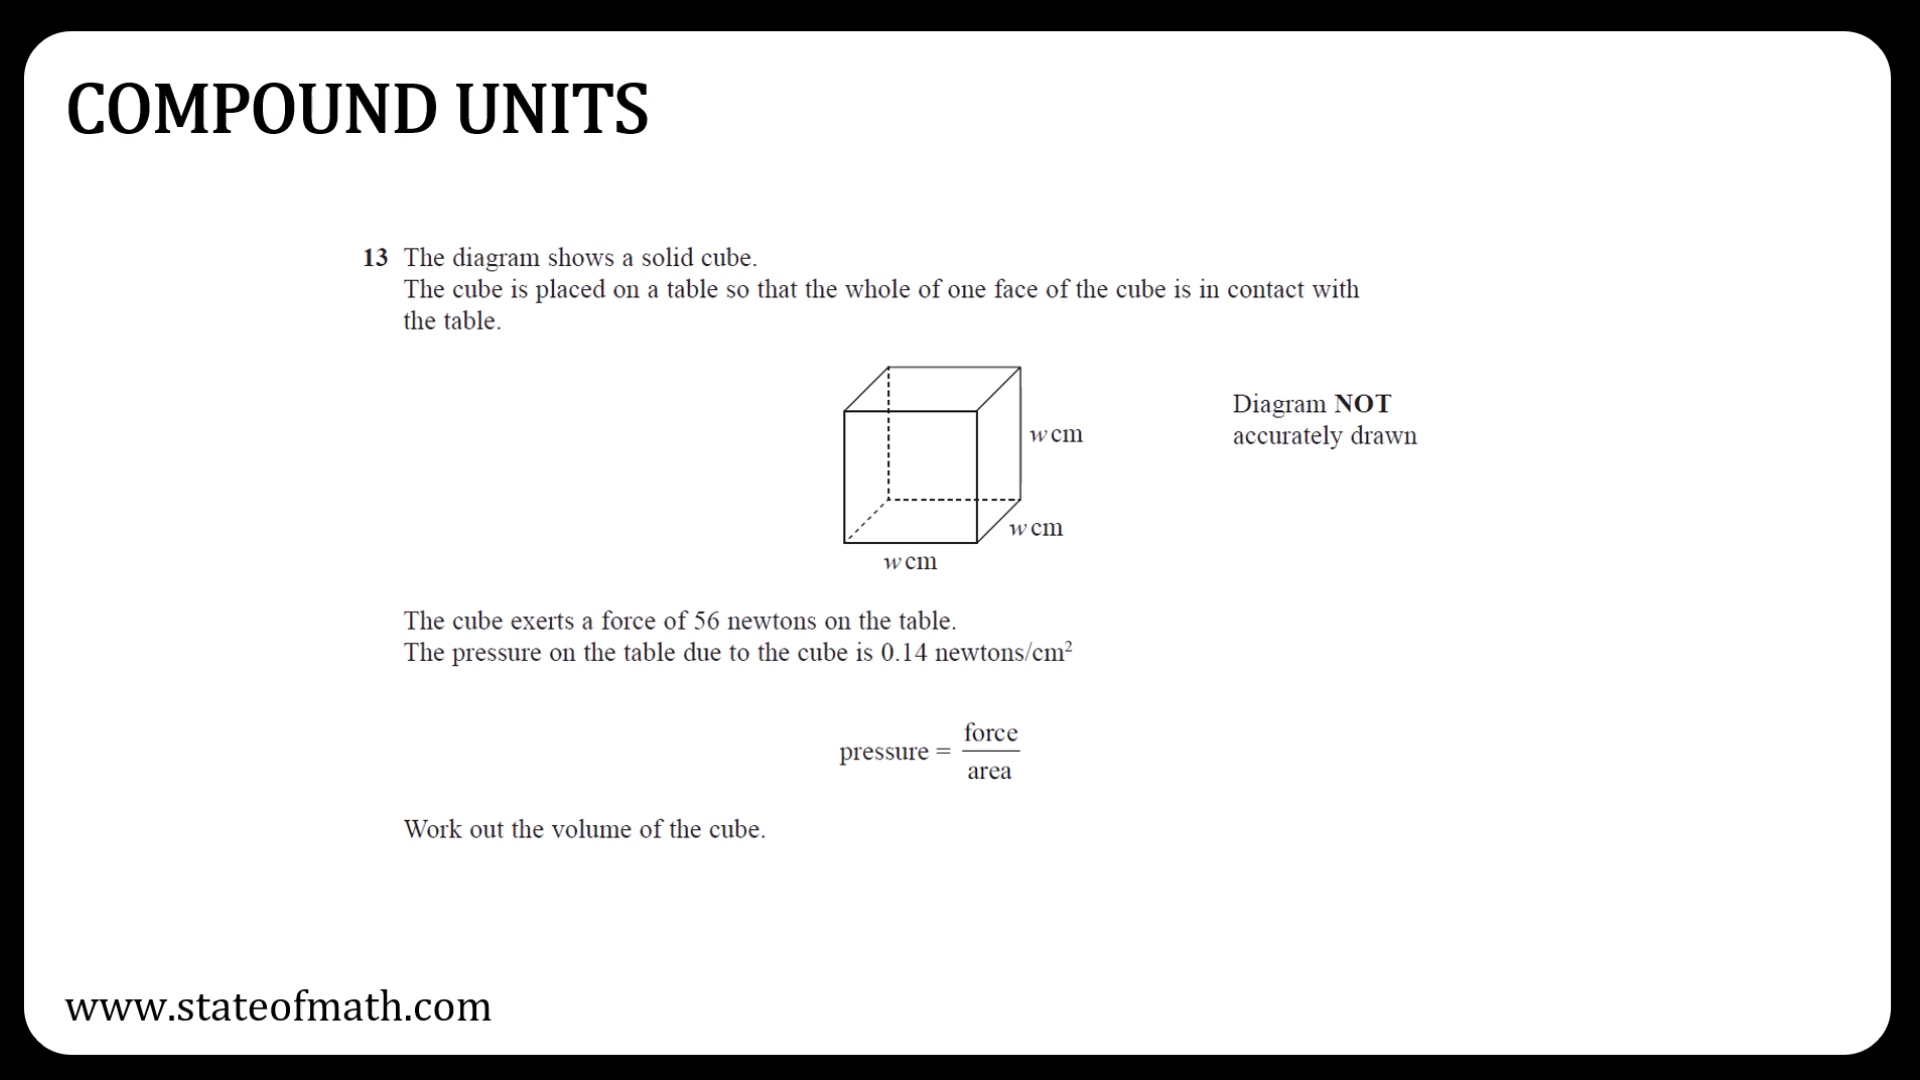 COMPOUND UNITS
13 The diagram shows a solid cube.
The cube is placed on a table so that the whole of one face of the cube is in contact with
the table.
Diagram NOT
accurately drawn
w cm
w cm
w cm
The cube exerts a force of 56 newtons on the table.
The pressure on the table due to the cube is 0.14 newtons/cm²
pressure = force
area
Work out the volume of the cube.
www.stateofmath.com